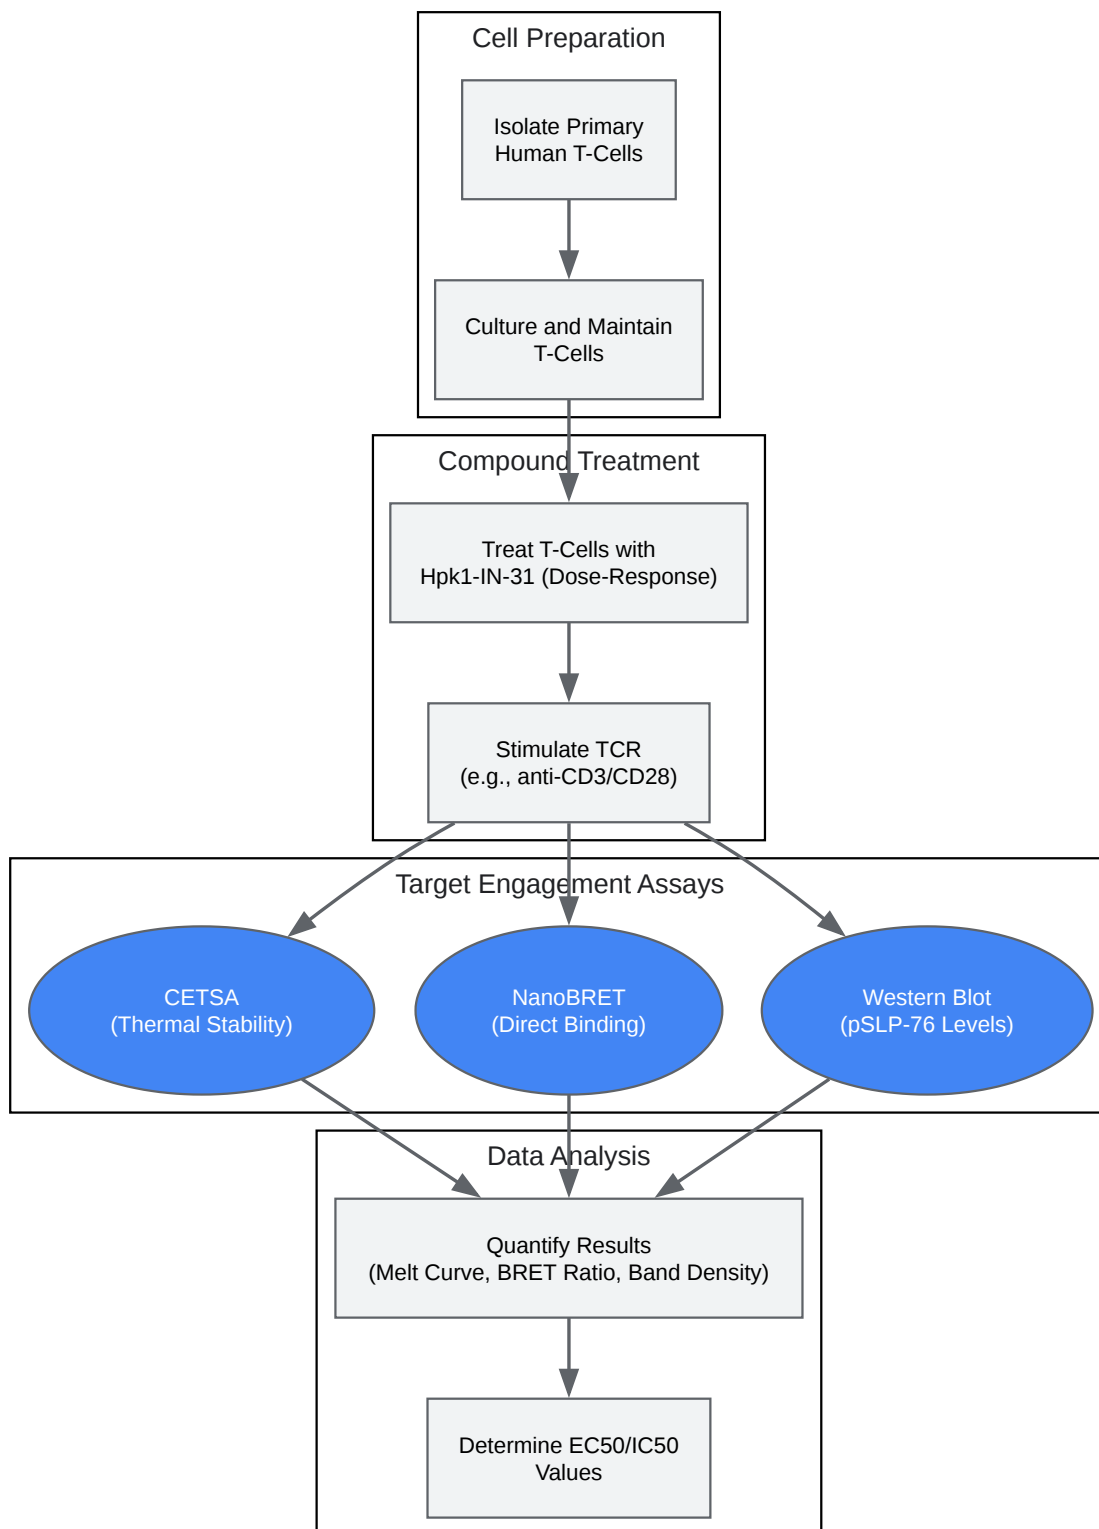 Cell Preparation
Isolate Primary
Human T-Cells
Culture and Maintain
T-Cells
Compound Treatment
Treat T-Cells with
Hpk1-IN-31 (Dose-Response)
Stimulate TCR
(e.g., anti-CD3/CD28)
Target Engagement Assays
CETSA
(Thermal Stability)
NanoBRET
(Direct Binding)
Western Blot
(pSLP-76 Levels)
Data Analysis
Quantify Results
(Melt Curve, BRET Ratio, Band Density)
Determine EC50/IC50
Values